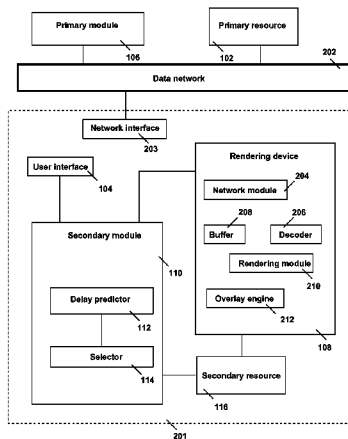 Primary module
106
Primary resource
102
202
Data network
Network interface
203
User interface
104
Rendering device
Network module
204
208
Buffer
206
Decoder
Rendering module
210
Overlay engine
212
108
Secondary module
110
Delay predictor
112
Selector
114
Secondary resource
116
201